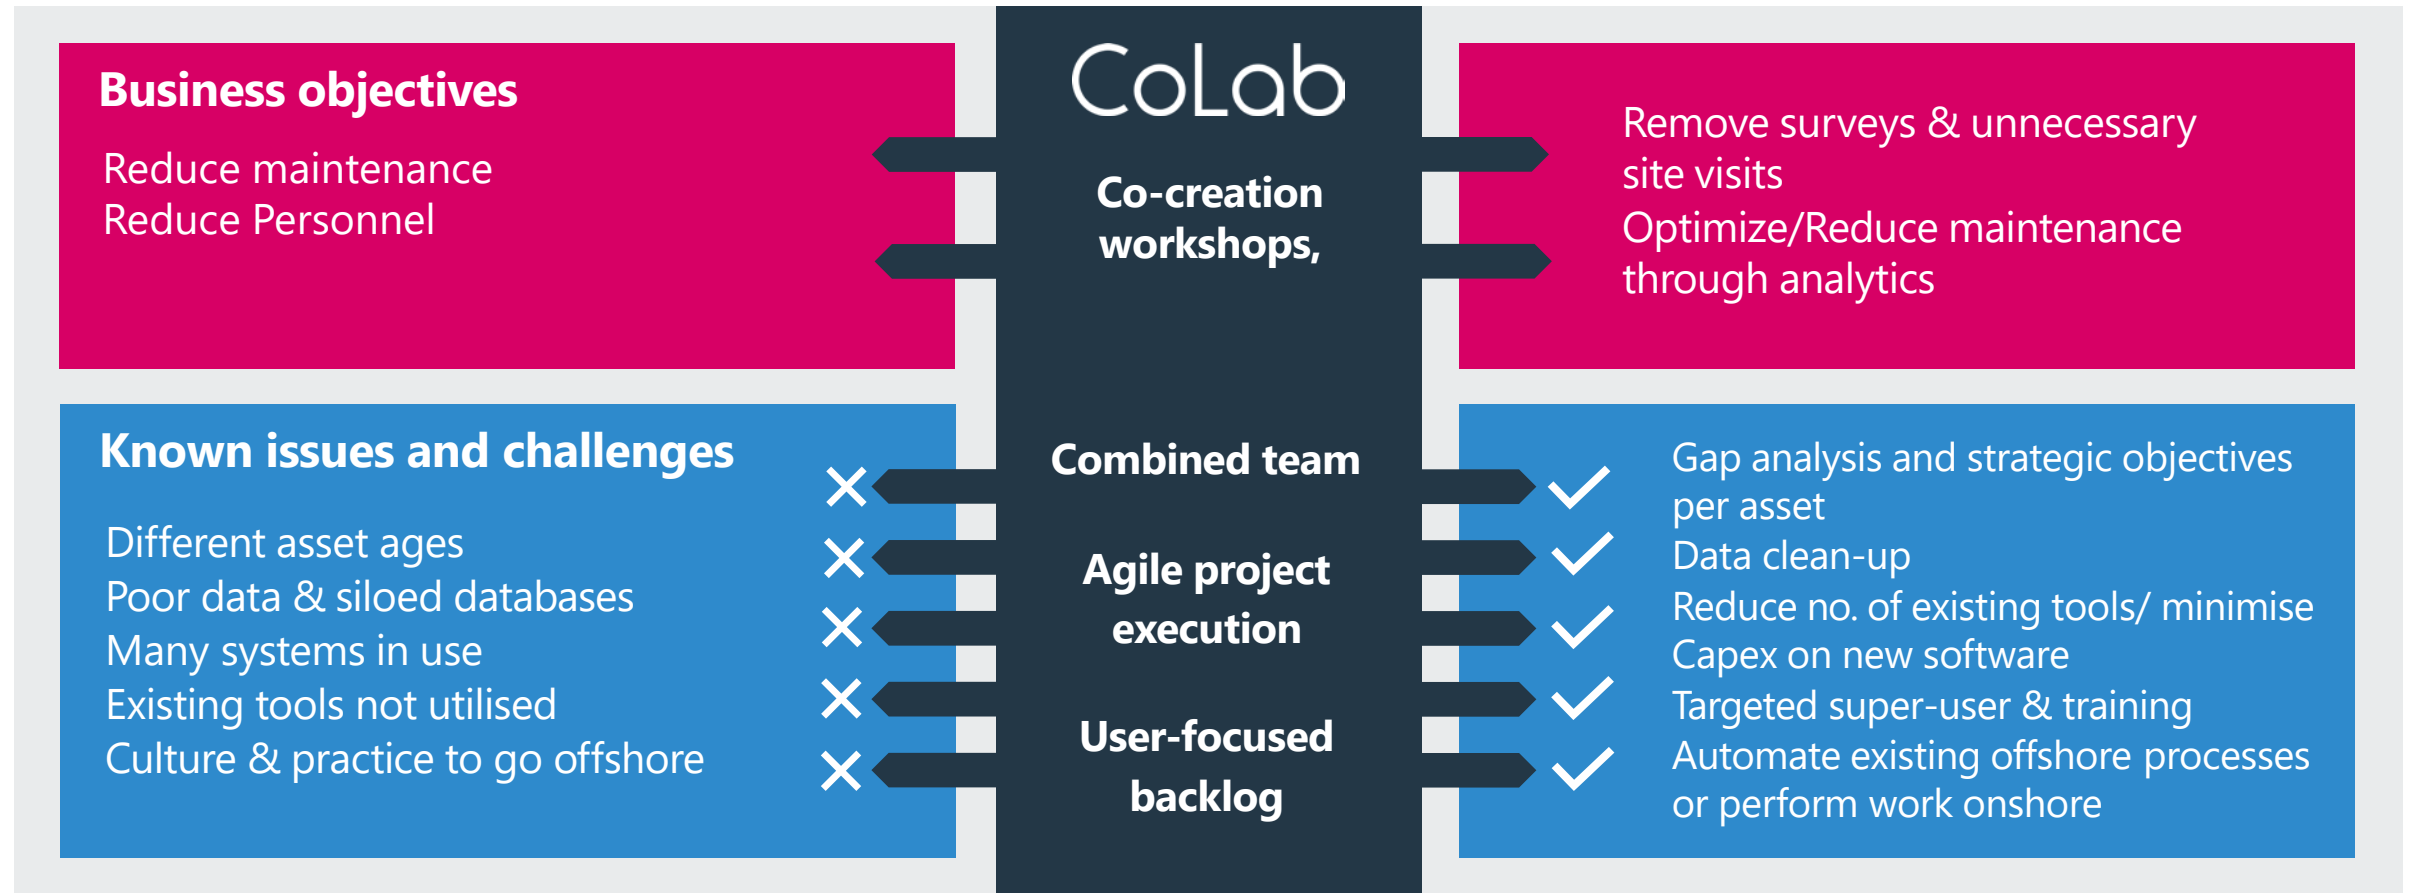 Business objectives
Reduce maintenance
Reduce Personnel
CoLab
Co-creation
workshops,
Remove surveys & unnecessary
site visits
Optimize/Reduce maintenance
through analytics
Known issues and challenges
Different asset ages
Poor data & siloed databases
Many systems in use
Existing tools not utilised
Culture & practice to go offshore
Combined team
Agile project
execution
User-focused
backlog
Gap analysis and strategic objectives
per asset
Data clean-up
Reduce no. of existing tools/ minimise
Capex on new software
Targeted super-user & training
Automate existing offshore processes
or perform work onshore